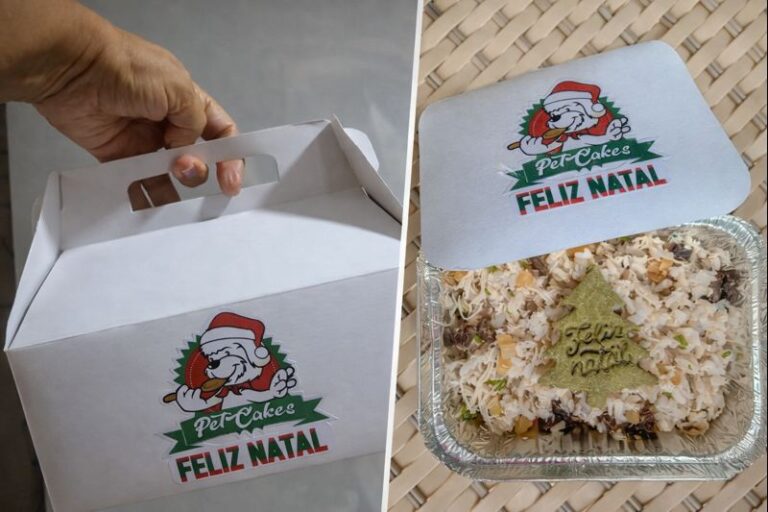 Pet Cakes
FELIZ NATAL
Pet Cakes
FELIZ NATAL
Feliz
natal